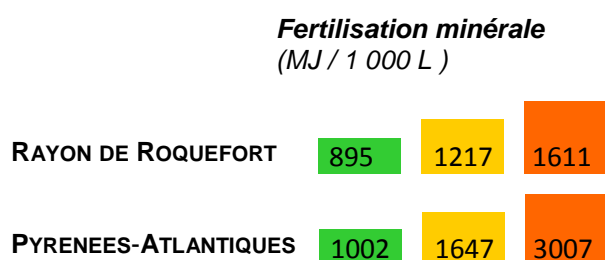 Fertilisation minérale
(MJ / 1 000 L )
RAYON DE ROQUEFORT 895 1217 1611
PYRENEES-ATLANTIQUES 1002 1647 3007